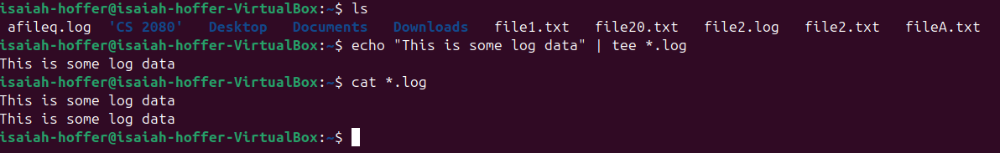 isaiah-hoffer@isaiah-hoffer-VirtualBox:~$ ls
afileq.log 'CS 2080' Desktop Documents Downloads file1.txt file20.txt file2.log file2.txt fileA.txt
isaiah-hoffer@isaiah-hoffer-VirtualBox:~$ echo "This is some log data" | tee *.log
This is some log data
isaiah-hoffer@isaiah-hoffer-VirtualBox:~$ cat *.log
This is some log data
This is some log data
isaiah-hoffer@isaiah-hoffer-VirtualBox:~$